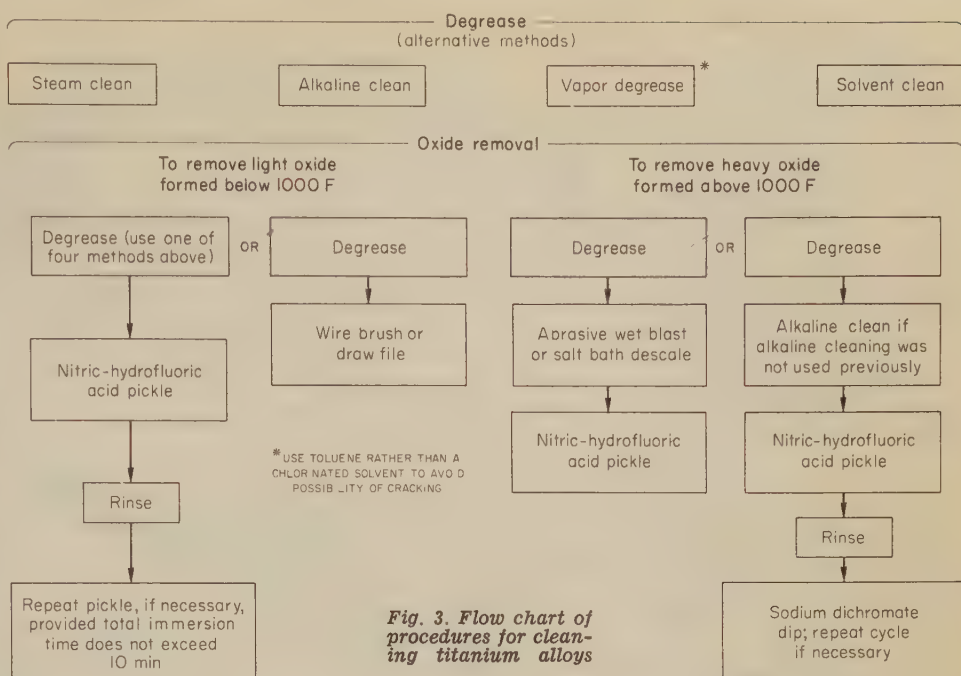 Degrease
(alternative methods)
Steam clean
Alkaline clean
Vapor degrease *
Solvent clean
Oxide removal
To remove light oxide
formed below 1000 F
To remove heavy oxide
formed above 1000 F
Degrease (use one of
four methods above)
OR
Degrease
Degrease
OR
Degrease
Wire brush or
draw file
Abrasive wet blast
or salt bath descale
Alkaline clean if
alkaline cleaning was
not used previously
Nitric-hydrofluoric
acid pickle
Nitric-hydrofluoric
acid pickle
Nitric-hydrofluoric
acid pickle
*USE TOLUENE RATHER THAN A
CHLOR NATED SOLVENT TO AVO D
POSSIB LITY OF CRACKING
Rinse
Rinse
Repeat pickle, if necessary,
provided total immersion
time does not exceed
10 min
Fig. 3. Flow chart of
procedures for clean-
ing titanium alloys
Sodium dichromate
dip; repeat cycle
if necessary